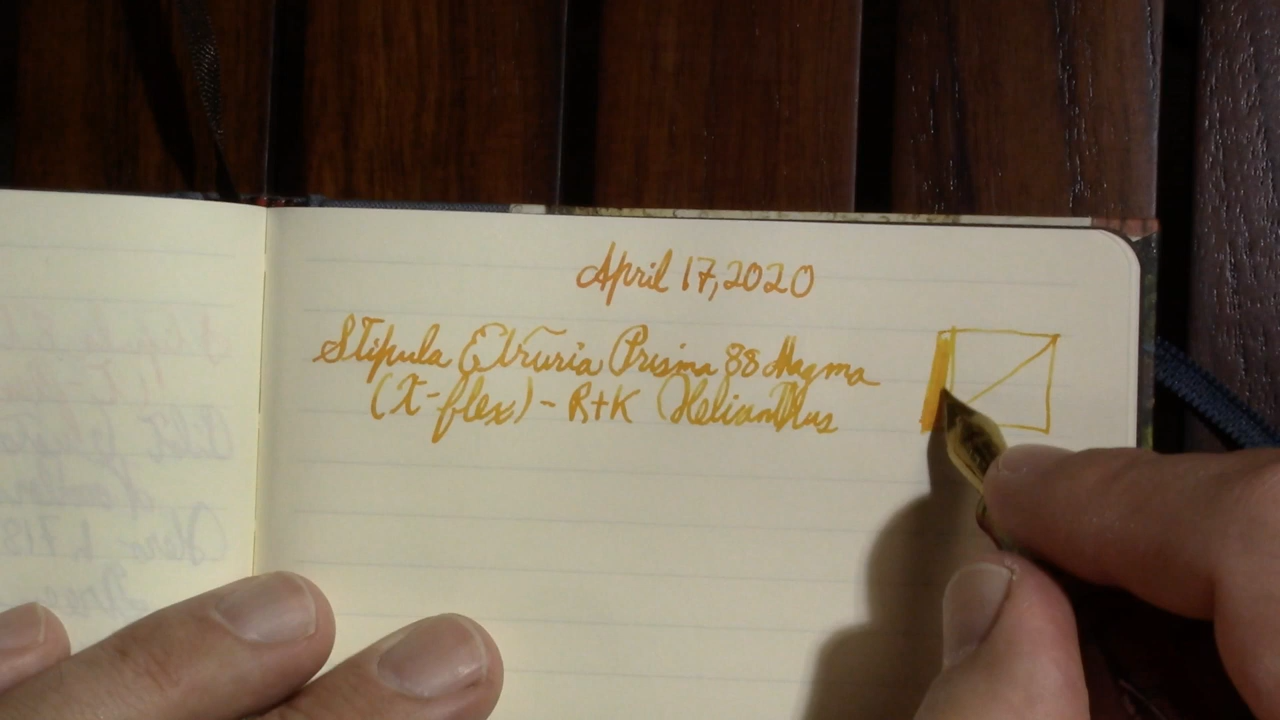 April 17, 2020
Stipula Etruria Prisma 88 Magma
(T-flex) - R+K Helianthus